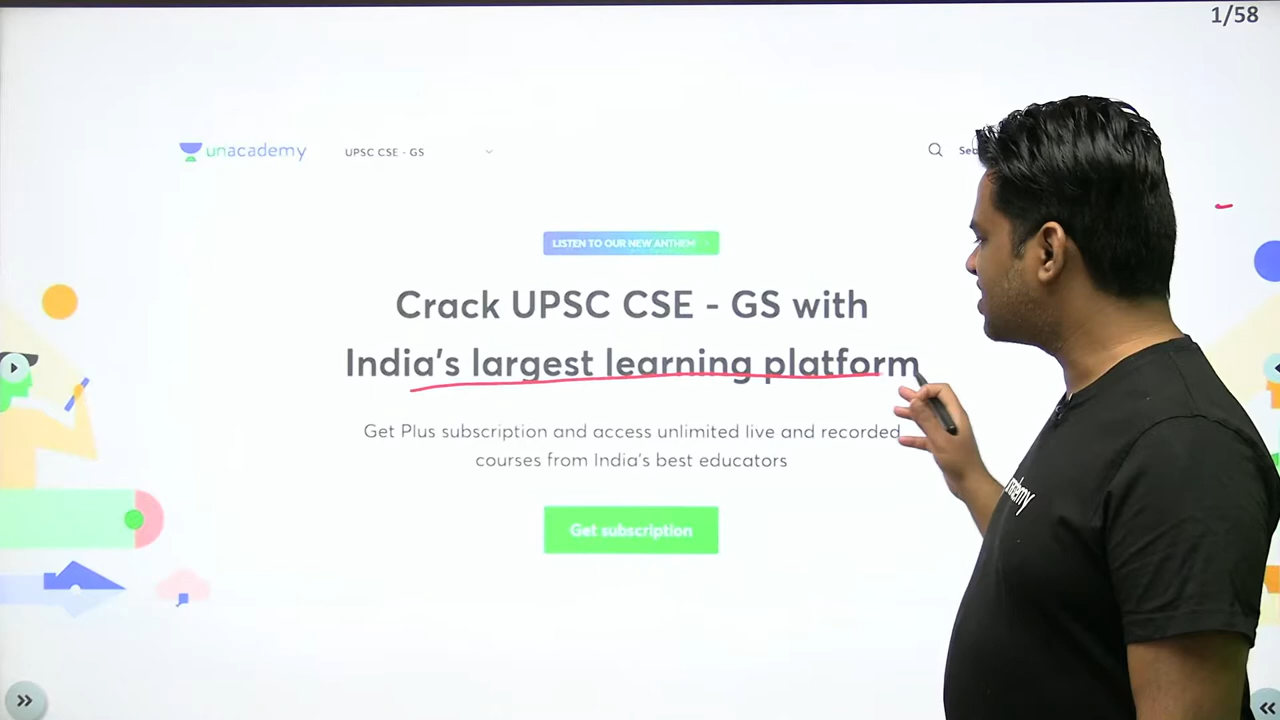 1/58
unacademy
UPSC CSE - GS
LISTEN TO OUR NEW ANTHEM
Crack UPSC CSE - GS with
India's largest learning platform
Get Plus subscription and access unlimited live and recorded
courses from India's best educators
Get subscription